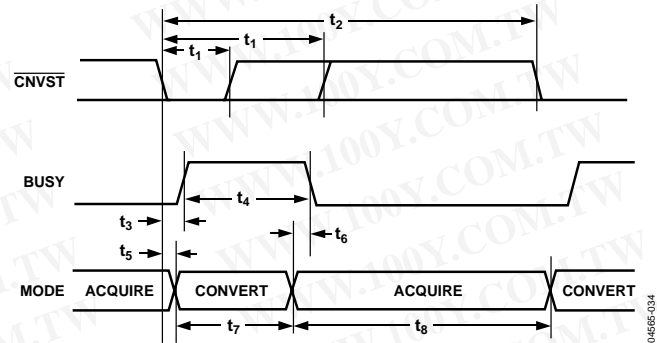 t2
t1
t1
CNVST
BUSY
t4
t3
t6
t5
MODE ACQUIRE CONVERT ACQUIRE CONVERT
t7 t8
04565-034
WWW.100Y.COM.TW